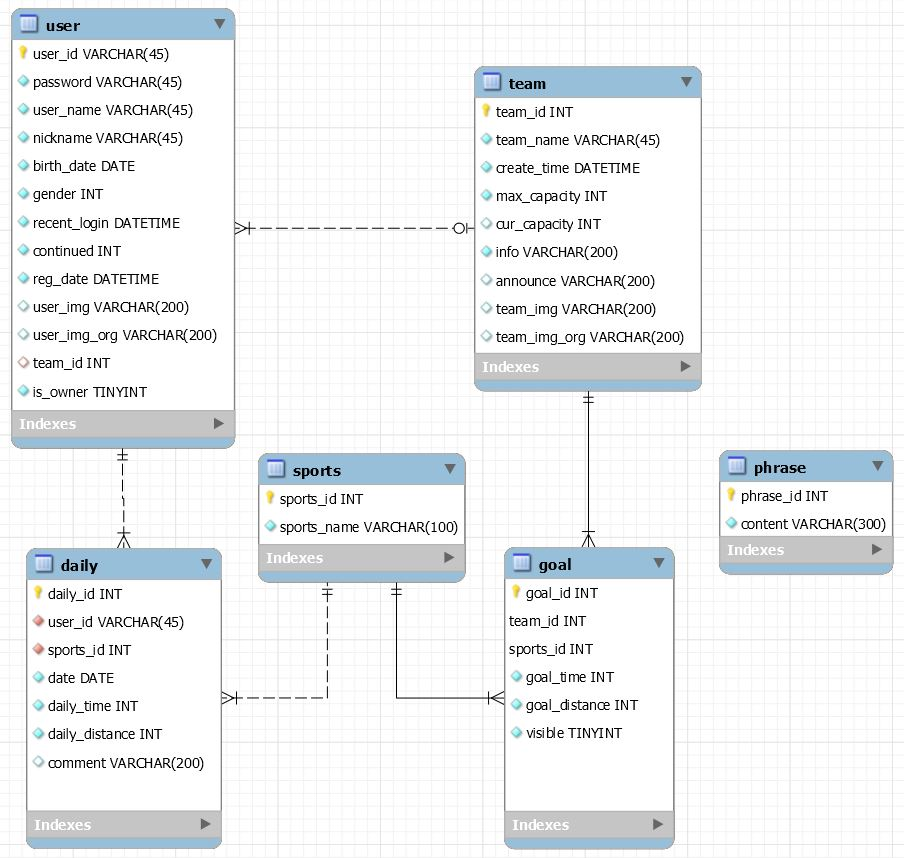 user
user_id VARCHAR(45)
password VARCHAR(45)
user_name VARCHAR(45)
nickname VARCHAR(45)
birth_date DATE
gender INT
recent_login DATETIME
continued INT
reg_date DATETIME
user_img VARCHAR(200)
user_img_org VARCHAR(200)
team_id INT
is_owner TINYINT
Indexes
team
team_id INT
team_name VARCHAR(45)
create_time DATETIME
max_capacity INT
cur_capacity INT
info VARCHAR(200)
announce VARCHAR(200)
team_img VARCHAR(200)
team_img_org VARCHAR(200)
Indexes
sports
sports_id INT
sports_name VARCHAR(100)
Indexes
phrase
phrase_id INT
content VARCHAR(300)
Indexes
daily
daily_id INT
user_id VARCHAR(45)
sports_id INT
date DATE
daily_time INT
daily_distance INT
comment VARCHAR(200)
Indexes
goal
goal_id INT
team_id INT
sports_id INT
goal_time INT
goal_distance INT
visible TINYINT
Indexes